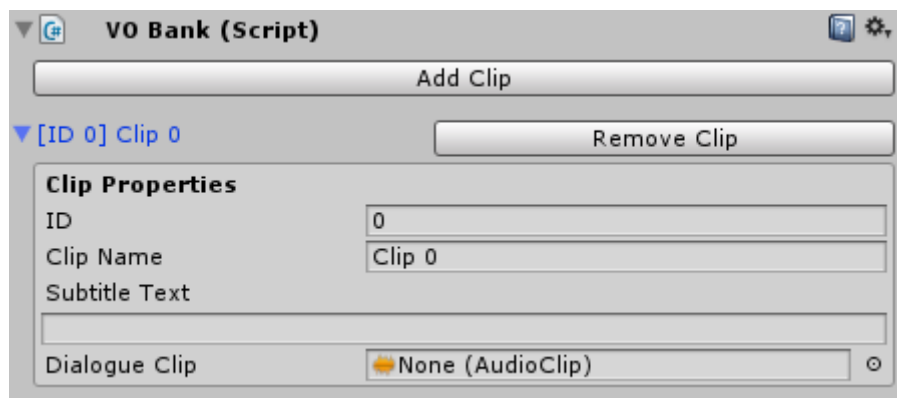 VO Bank (Script)
Add Clip
[ID 0] Clip 0 Remove Clip
Clip Properties
ID 0
Clip Name Clip 0
Subtitle Text
Dialogue Clip None (AudioClip)